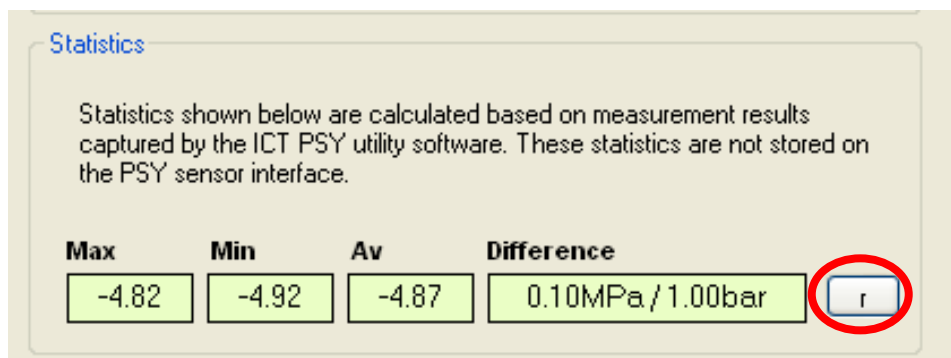 Statistics
Statistics shown below are calculated based on measurement results
captured by the ICT PSY utility software. These statistics are not stored on
the PSY sensor interface.
Max Min Av Difference
-4.82 -4.92 -4.87 0.10MPa / 1.00bar r